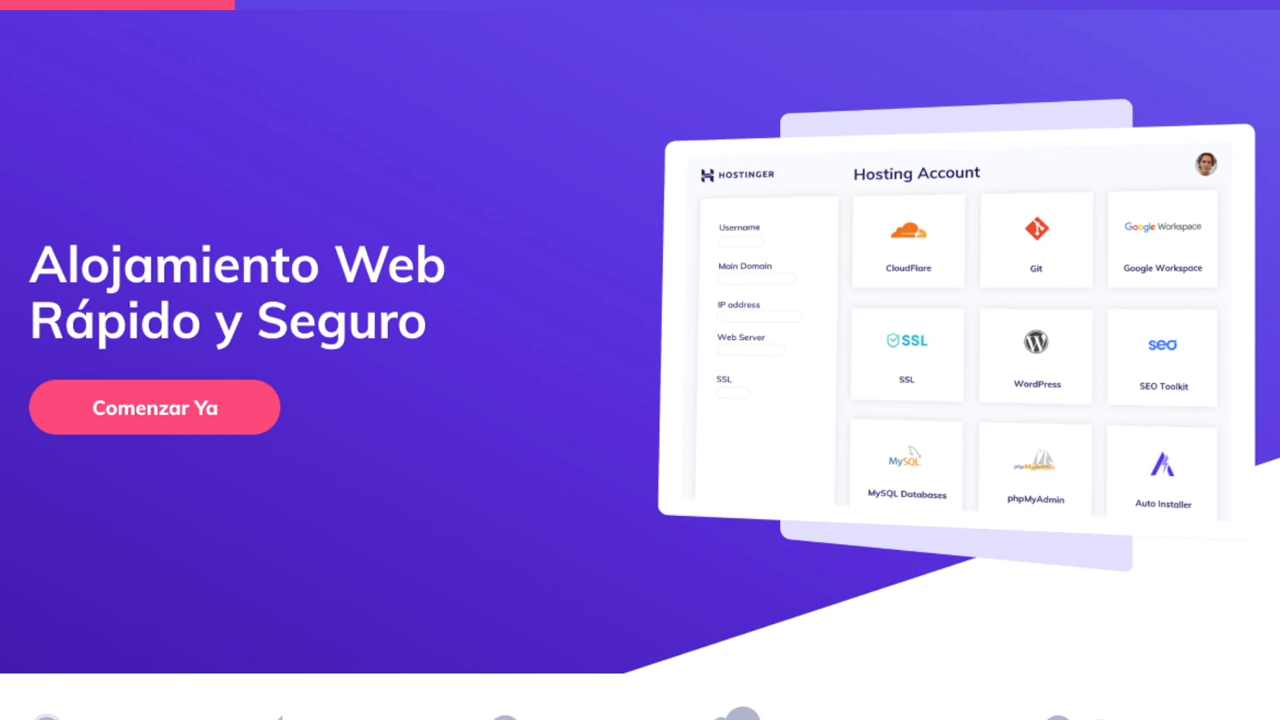 Alojamiento Web
Rápido y Seguro
Comenzar Ya
HOSTINGER
Hosting Account
Username
Main Domain
IP address
Web Server
SSL
CloudFlare
Git
Google Workspace
Google Workspace
SSL
SSL
WordPress
seo
SEO Toolkit
MySQL
MySQL Databases
phpMyAdmin
phpMyAdmin
Auto Installer